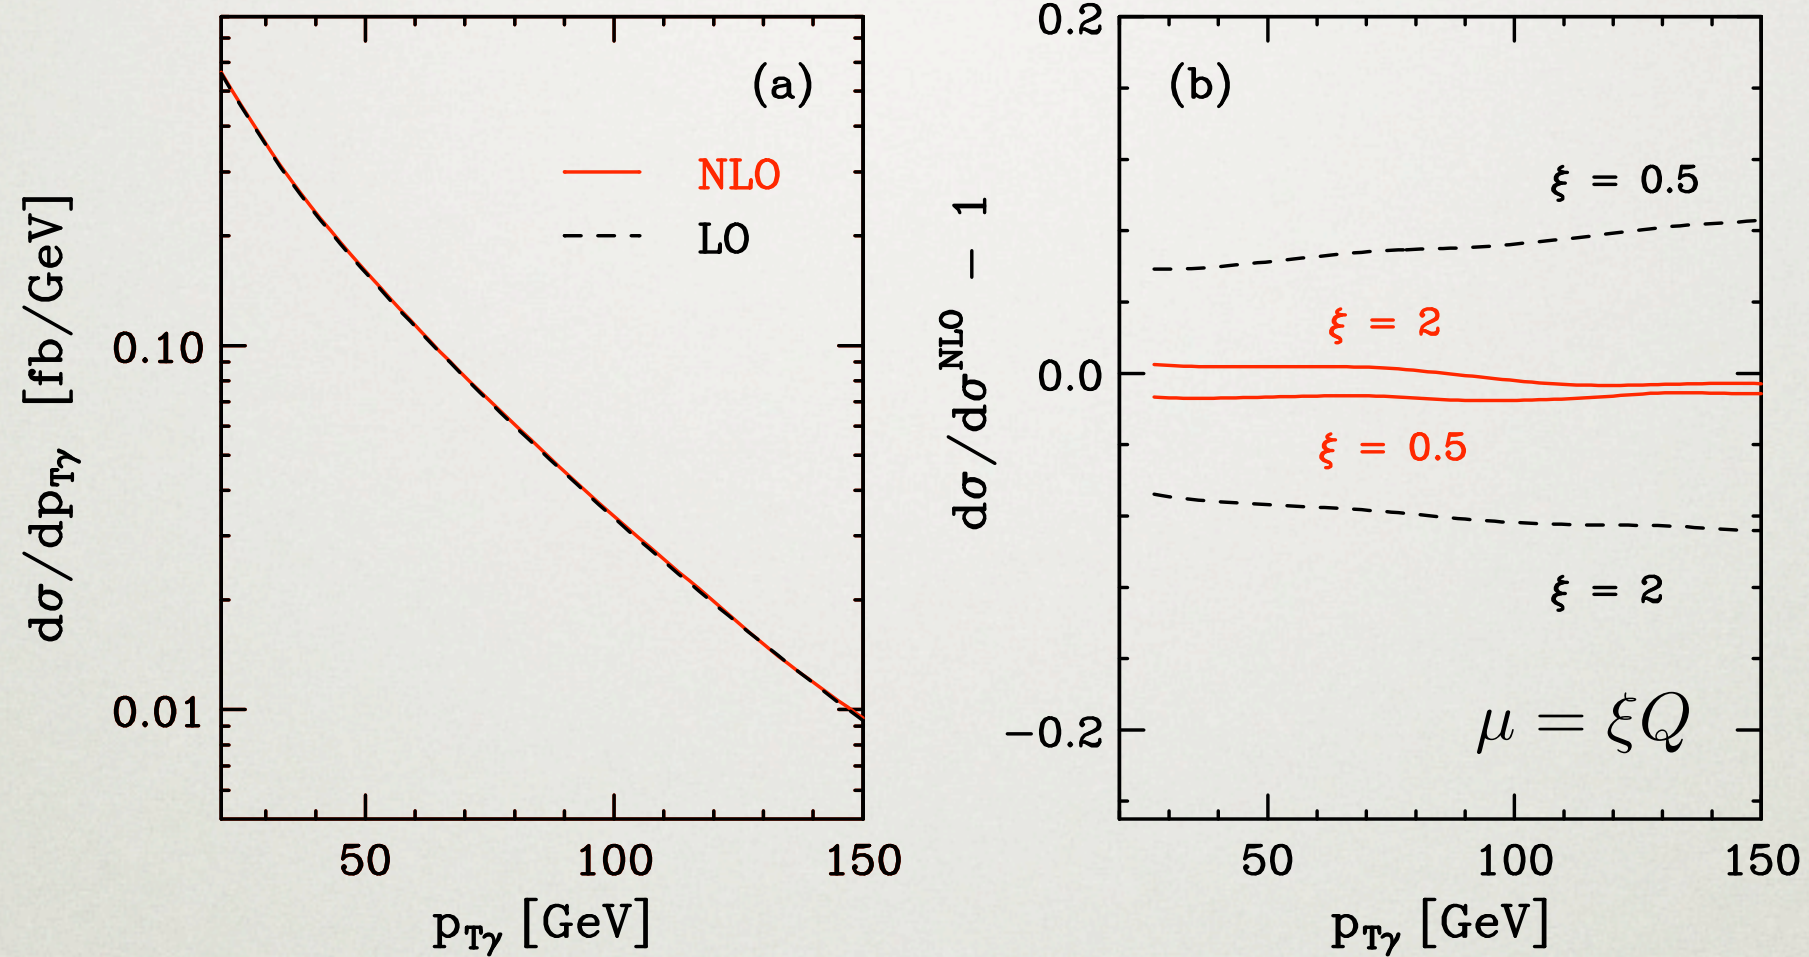 (a)
NLO
LO
dσ/dp_Tγ [fb/GeV]
0.10
0.01
50 100 150
p_Tγ [GeV]
(b)
0.2
0.0
−0.2
dσ/dσ^NLO − 1
ξ = 0.5
ξ = 2
ξ = 0.5
ξ = 2
μ = ξQ
50 100 150
p_Tγ [GeV]